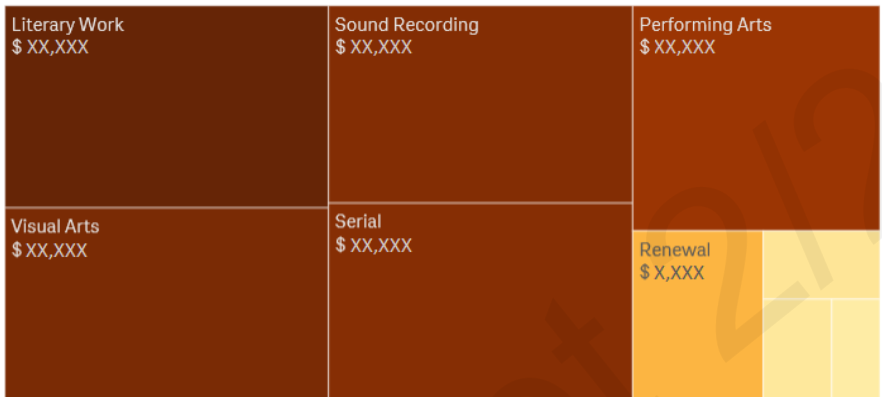 Literary Work
$ XX,XXX
Sound Recording
$ XX,XXX
Performing Arts
$ XX,XXX
Visual Arts
$ XX,XXX
Serial
$ XX,XXX
Renewal
$ X,XXX